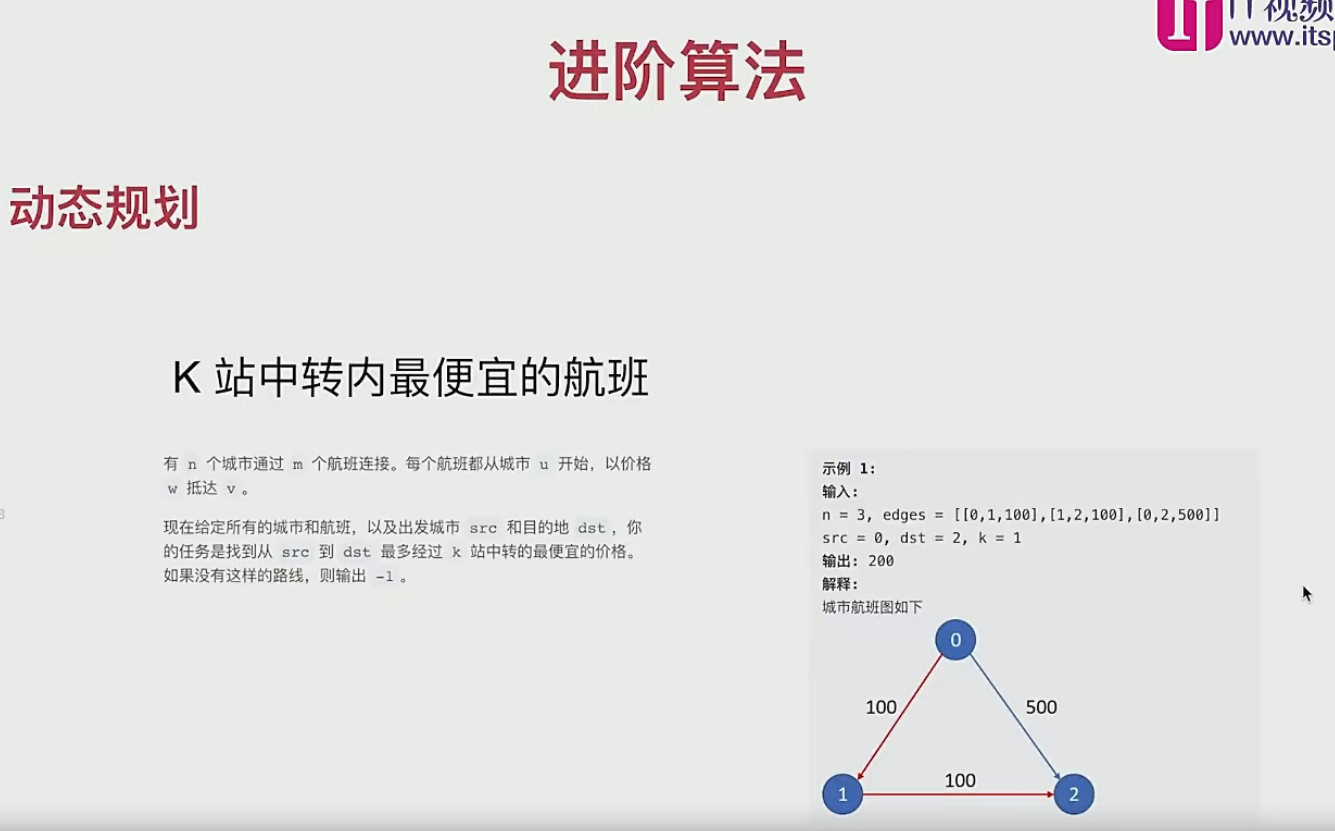 IT视频
www.its
进阶算法
动态规划
K 站中转内最便宜的航班
有 n 个城市通过 m 个航班连接。每个航班都从城市 u 开始，以价格
w 抵达 v 。
现在给定所有的城市和航班，以及出发城市 src 和目的地 dst，你
的任务是找到从 src 到 dst 最多经过 k 站中转的最便宜的价格。
如果没有这样的路线，则输出 -1 。
示例 1:
输入:
n = 3, edges = [[0,1,100],[1,2,100],[0,2,500]]
src = 0, dst = 2, k = 1
输出: 200
解释:
城市航班图如下
0
100
500
100
1
2